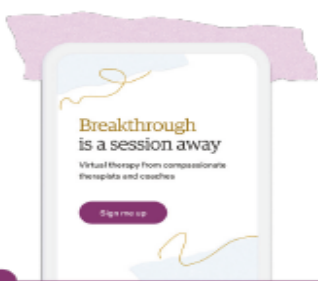 Breakthrough
is a session away
Virtual therapy from compassionate
therapists and coaches
Sign me up